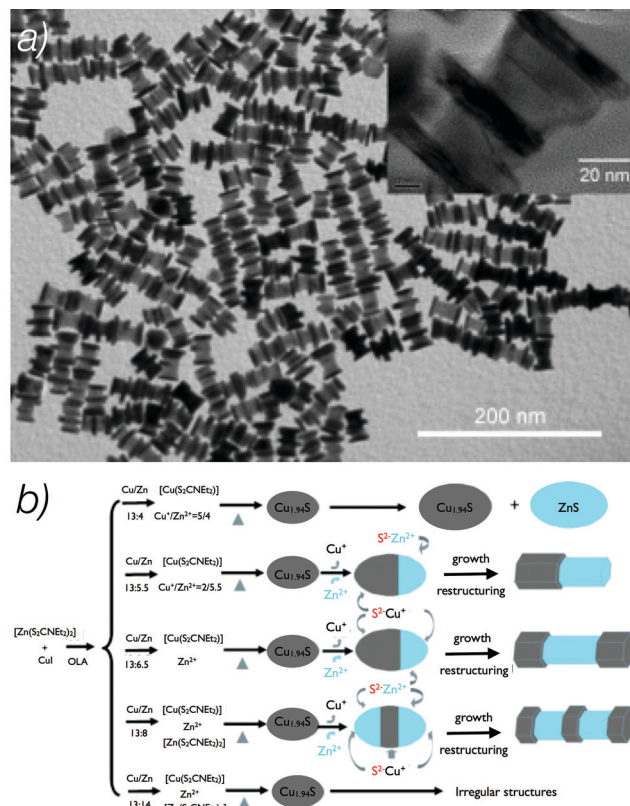 a)
20 nm
200 nm
b)
Cu/Zn [Cu(S₂CNEt₂)]
13:4 Cu⁺/Zn²⁺=5/4
Cu₁.₉₄S
Cu₁.₉₄S + ZnS
S²⁻Zn²⁺
Cu/Zn [Cu(S₂CNEt₂)]
13:5.5 Cu⁺/Zn²⁺=2/5.5
Cu₁.₉₄S
Cu⁺
Zn²⁺
growth
restructuring
S²⁻Cu⁺
[Zn(S₂CNEt₂)₂]
+
CuI
OLA
Cu/Zn [Cu(S₂CNEt₂)]
13:6.5 Zn²⁺
Cu₁.₉₄S
Cu⁺
Zn²⁺
growth
restructuring
S²⁻Zn²⁺
Cu/Zn [Cu(S₂CNEt₂)]
13:8 Zn²⁺
[Zn(S₂CNEt₂)₂]
Cu₁.₉₄S
Cu⁺
Zn²⁺
growth
restructuring
S²⁻Cu⁺
Cu/Zn [Cu(S₂CNEt₂)]
13:14 Zn²⁺
Cu₁.₉₄S
Irregular structures